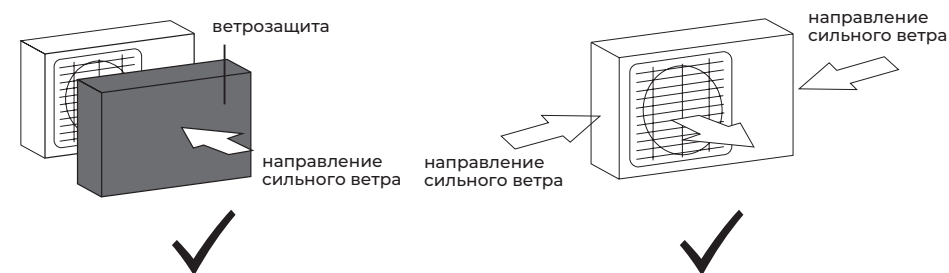 ветрозащита
направление
сильного ветра
направление
сильного ветра
направление
сильного ветра